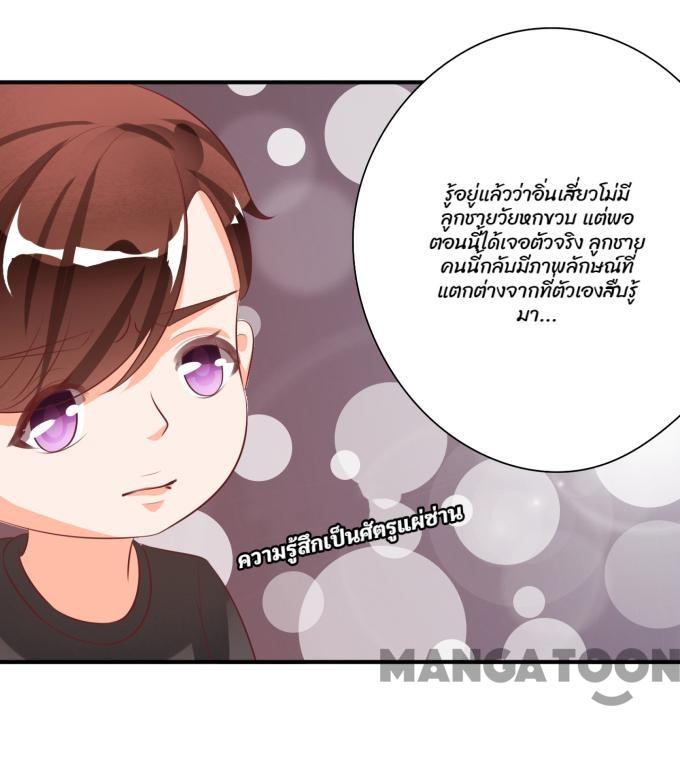 รู้อยู่แล้วว่าอิ่นเสี่ยวโม่มี
ลูกชายวัยหกขวบ แต่พอ
ตอนนี้ได้เจอตัวจริง ลูกชาย
คนนี้กลับมีภาพลักษณ์ที่
แตกต่างจากที่ตัวเองสืบรู้
มา...
ความรู้สึกเป็นศัตรูแผ่ซ่าน
MANGATOON